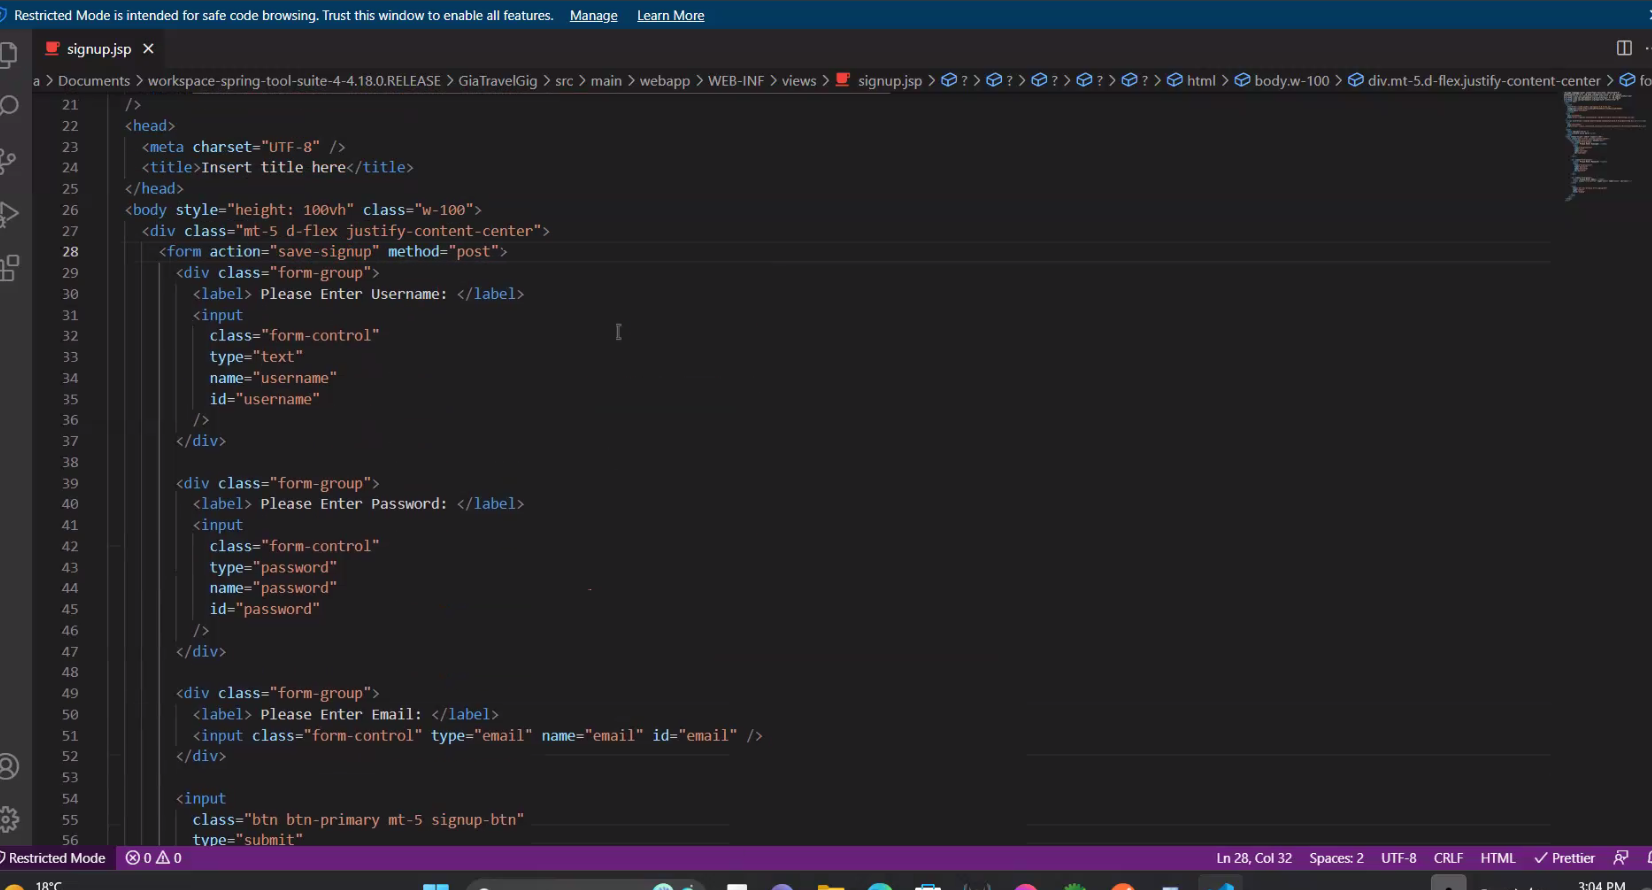 Restricted Mode is intended for safe code browsing. Trust this window to enable all features. Manage Learn More
signup.jsp
a > Documents > workspace-spring-tool-suite-4-4.18.0.RELEASE > GiaTravelGig > src > main > webapp > WEB-INF > views > signup.jsp > ? > ? > ? > ? > ? > html > body.w-100 > div.mt-5.d-flex.justify-content-center > fo
21 />
22 <head>
23 <meta charset="UTF-8" />
24 <title>Insert title here</title>
25 </head>
26 <body style="height: 100vh" class="w-100">
27 <div class="mt-5 d-flex justify-content-center">
28 <form action="save-signup" method="post">
29 <div class="form-group">
30 <label> Please Enter Username: </label>
31 <input
32 class="form-control"
33 type="text"
34 name="username"
35 id="username"
36 />
37 </div>
38
39 <div class="form-group">
40 <label> Please Enter Password: </label>
41 <input
42 class="form-control"
43 type="password"
44 name="password"
45 id="password"
46 />
47 </div>
48
49 <div class="form-group">
50 <label> Please Enter Email: </label>
51 <input class="form-control" type="email" name="email" id="email" />
52 </div>
53
54 <input
55 class="btn btn-primary mt-5 signup-btn"
56 type="submit"
Restricted Mode 0 0 Ln 28, Col 32 Spaces: 2 UTF-8 CRLF HTML Prettier
18°C 3:04 PM